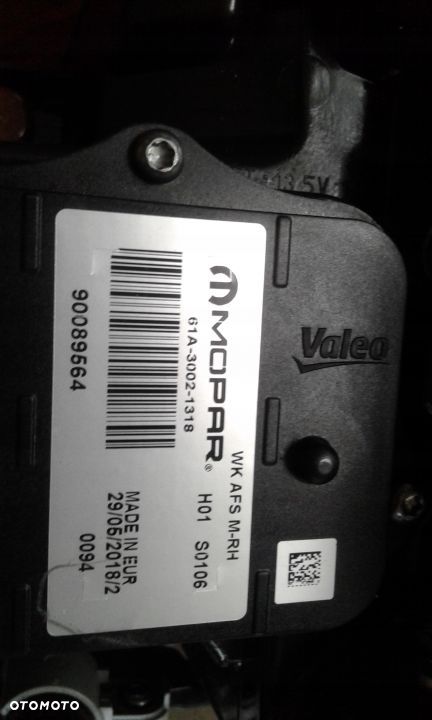 13,5V
Valeo
WK AFS M-RH
MOPAR®
H01 S0106
61A-3002-1318
MADE IN EUR
29/05/2018/2
0094
90089564
OTOMOTO